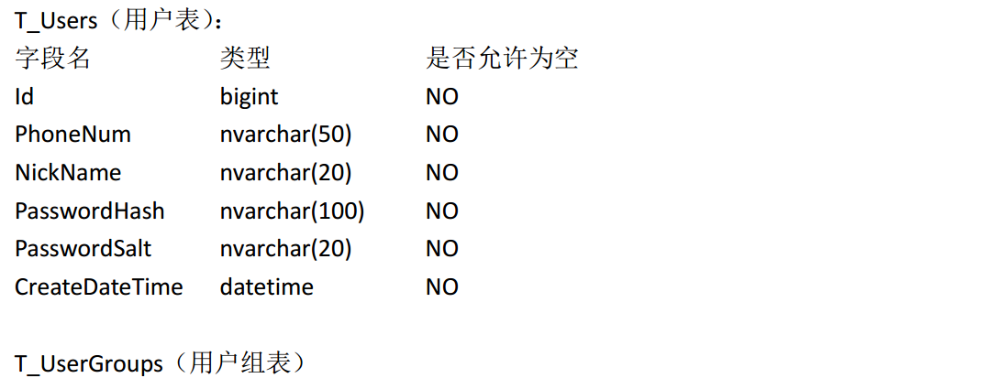 T_Users（用户表）：
字段名 类型 是否允许为空
Id bigint NO
PhoneNum nvarchar(50) NO
NickName nvarchar(20) NO
PasswordHash nvarchar(100) NO
PasswordSalt nvarchar(20) NO
CreateDateTime datetime NO
T_UserGroups（用户组表）